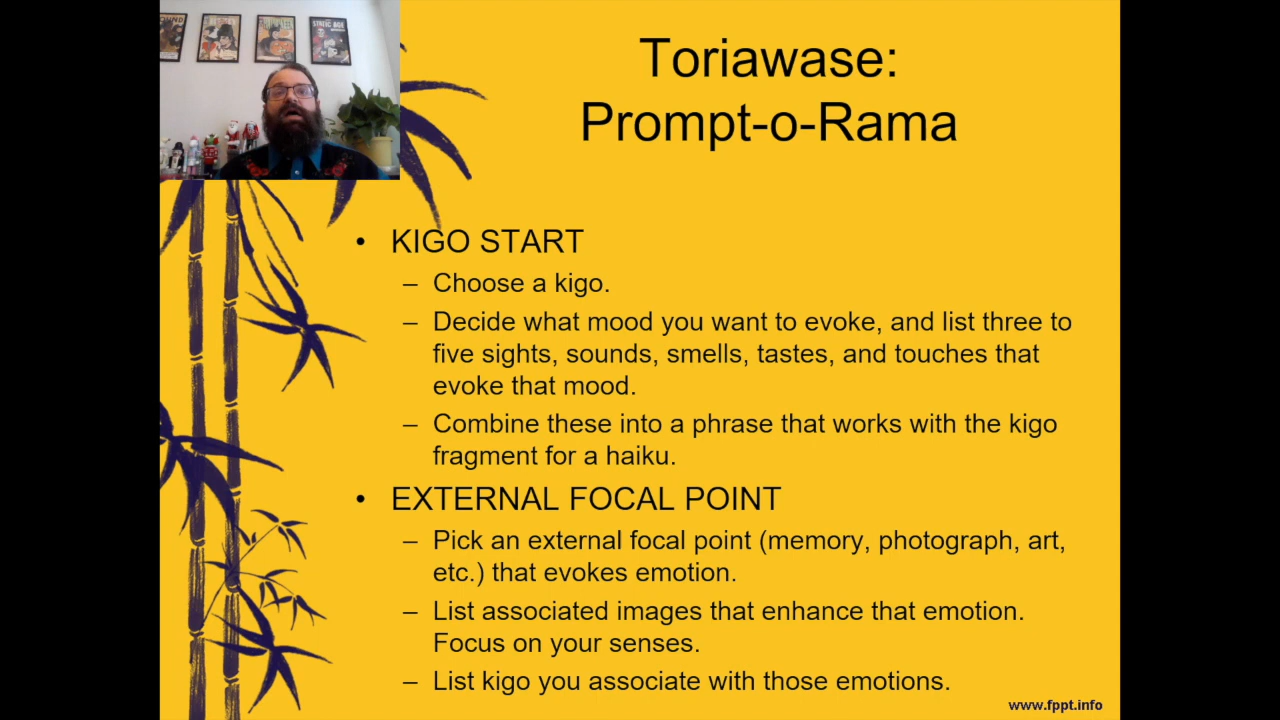 OUND
STATIC AGE
Toriawase:
Prompt-o-Rama
• KIGO START
– Choose a kigo.
– Decide what mood you want to evoke, and list three to
five sights, sounds, smells, tastes, and touches that
evoke that mood.
– Combine these into a phrase that works with the kigo
fragment for a haiku.
• EXTERNAL FOCAL POINT
– Pick an external focal point (memory, photograph, art,
etc.) that evokes emotion.
– List associated images that enhance that emotion.
Focus on your senses.
– List kigo you associate with those emotions.
www.fppt.info